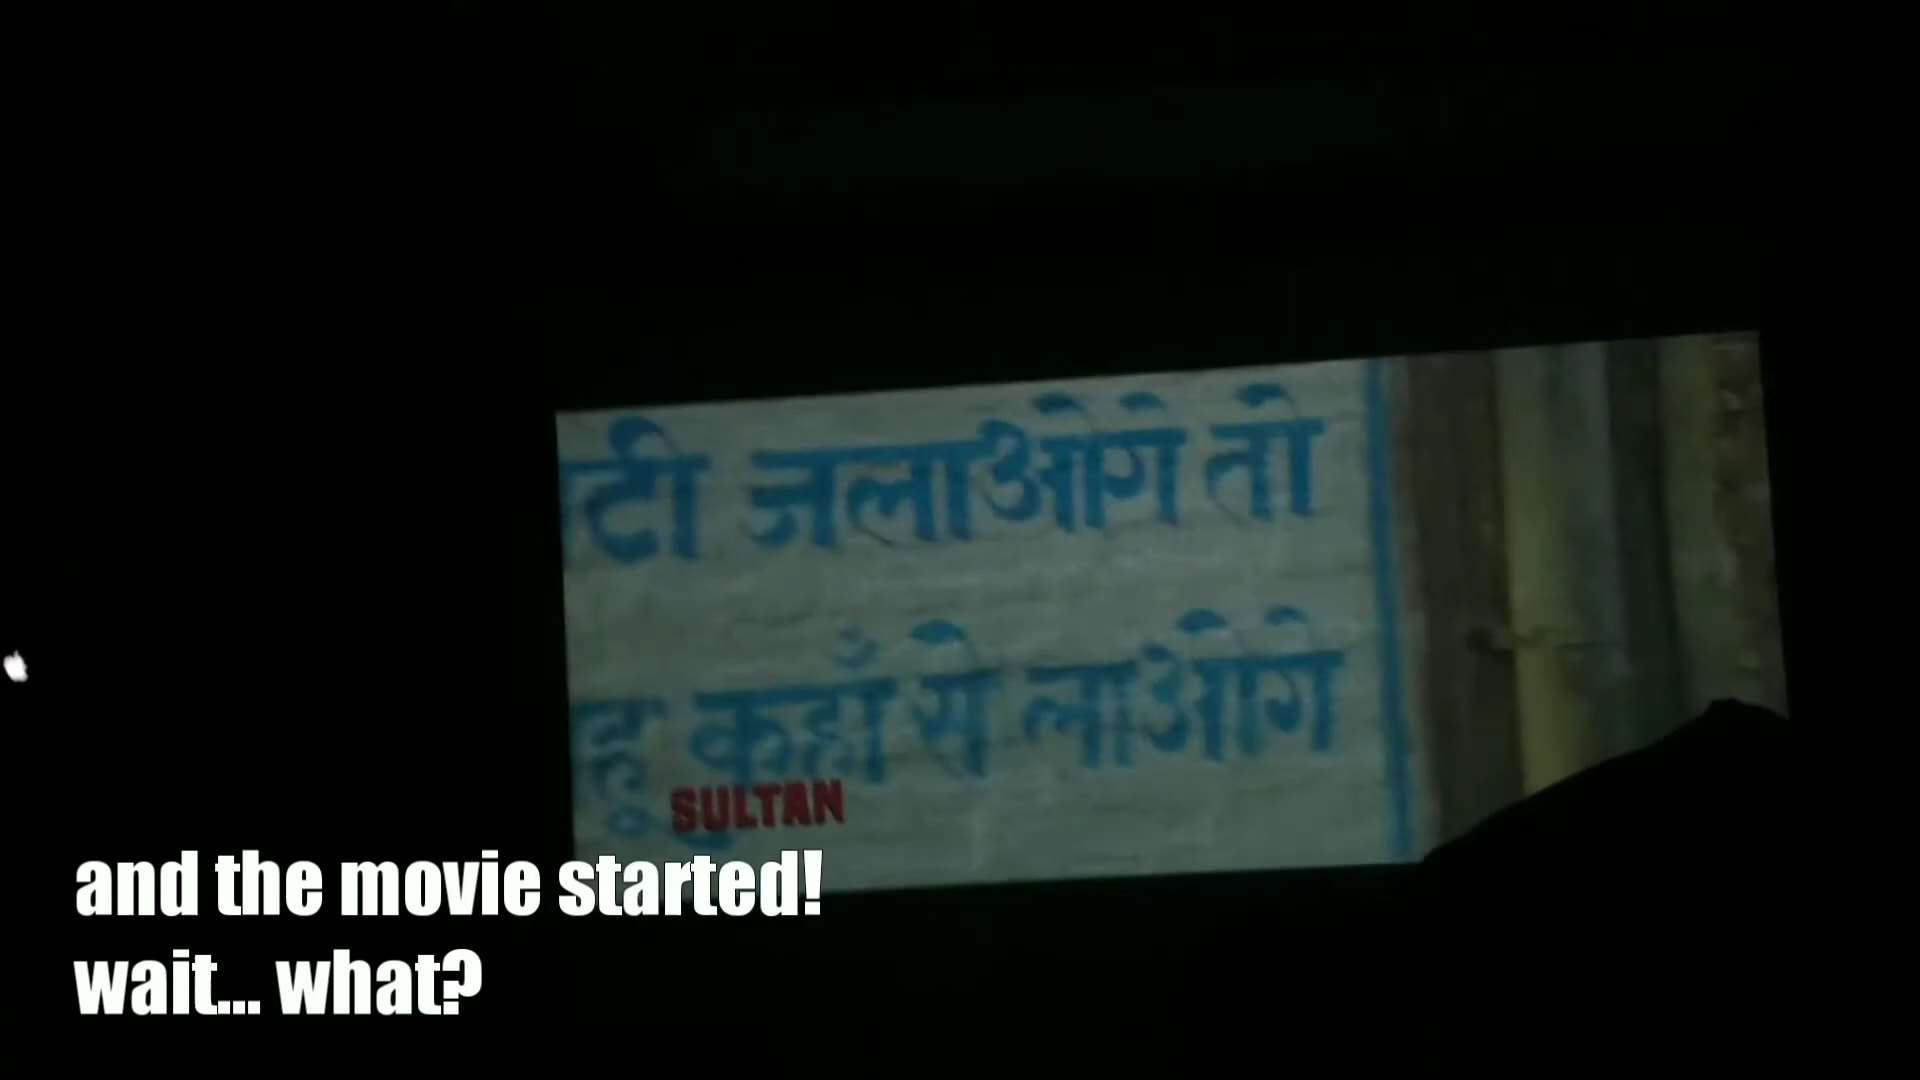 जलाओगे तो
कहाँ से लाओगे
SULTAN
and the movie started!
wait... what?